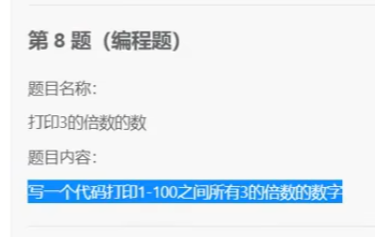 第 8 题（编程题）
题目名称：
打印3的倍数的数
题目内容：
写一个代码打印1-100之间所有3的倍数的数字